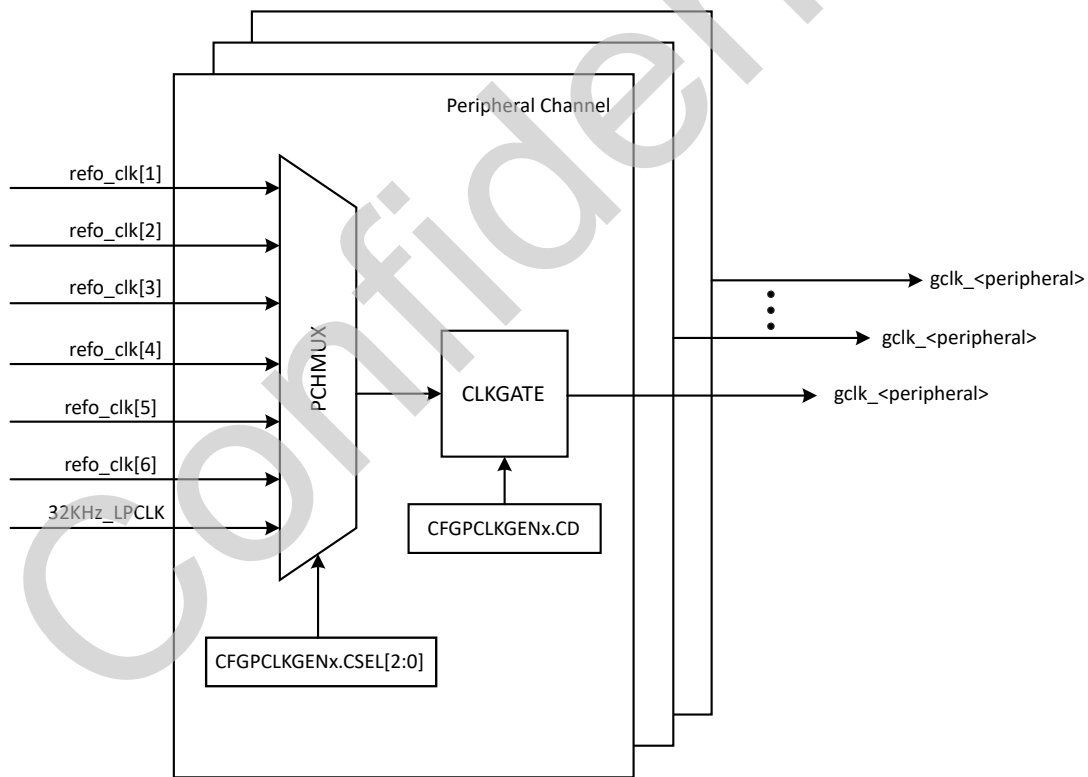 Peripheral Channel
refo_clk[1]
refo_clk[2]
refo_clk[3]
refo_clk[4]
refo_clk[5]
refo_clk[6]
32KHz_LPCLK
PCHMUX
CLKGATE
CFGPCLKGENx.CD
CFGPCLKGENx.CSEL[2:0]
gclk_<peripheral>
gclk_<peripheral>
gclk_<peripheral>
Confiden